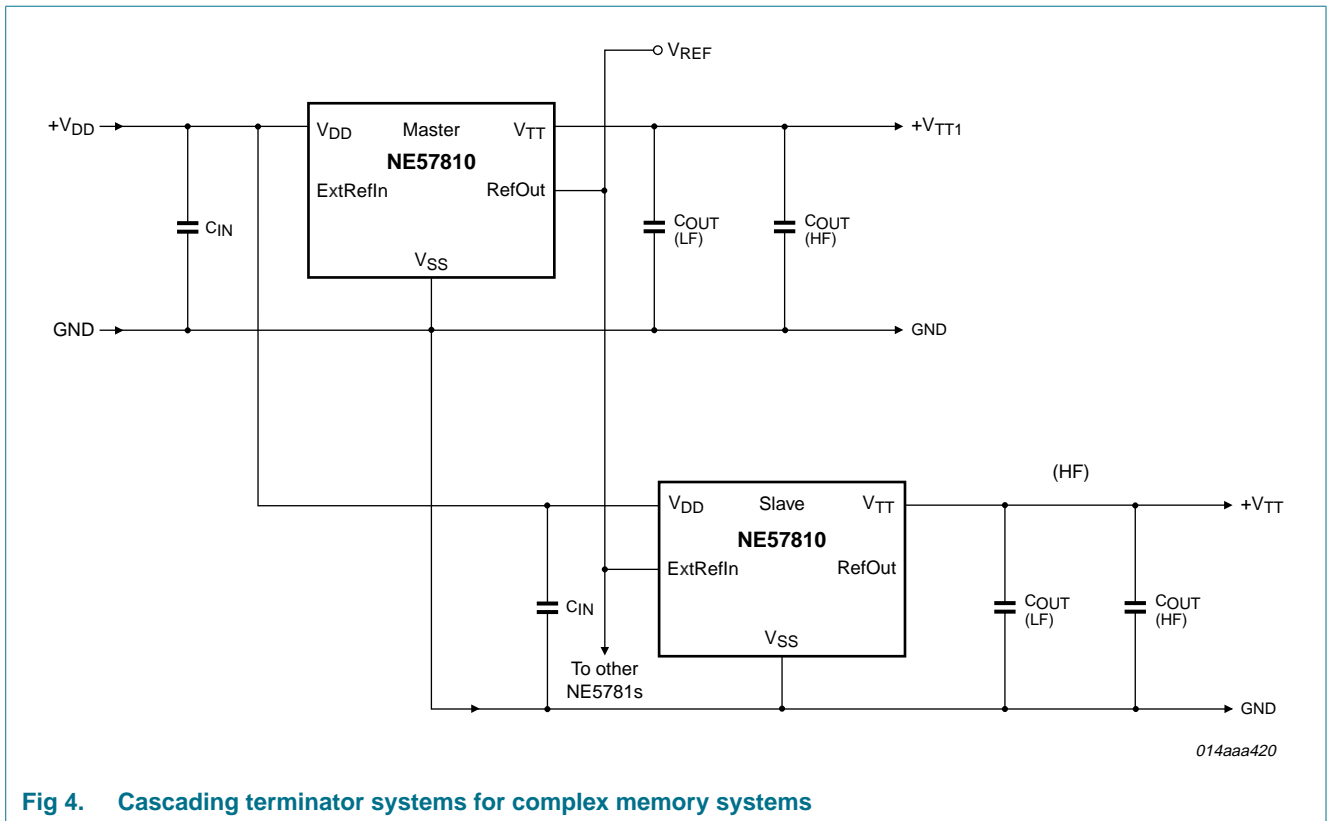 VREF
+VDD
VDD Master VTT
+VTT1
NE57810
ExtRefIn RefOut
CIN
COUT
(LF)
COUT
(HF)
VSS
GND
GND
(HF)
VDD Slave VTT
+VTT
NE57810
ExtRefIn RefOut
CIN
COUT
(LF)
COUT
(HF)
VSS
To other
NE5781s
GND
014aaa420
Fig 4. Cascading terminator systems for complex memory systems